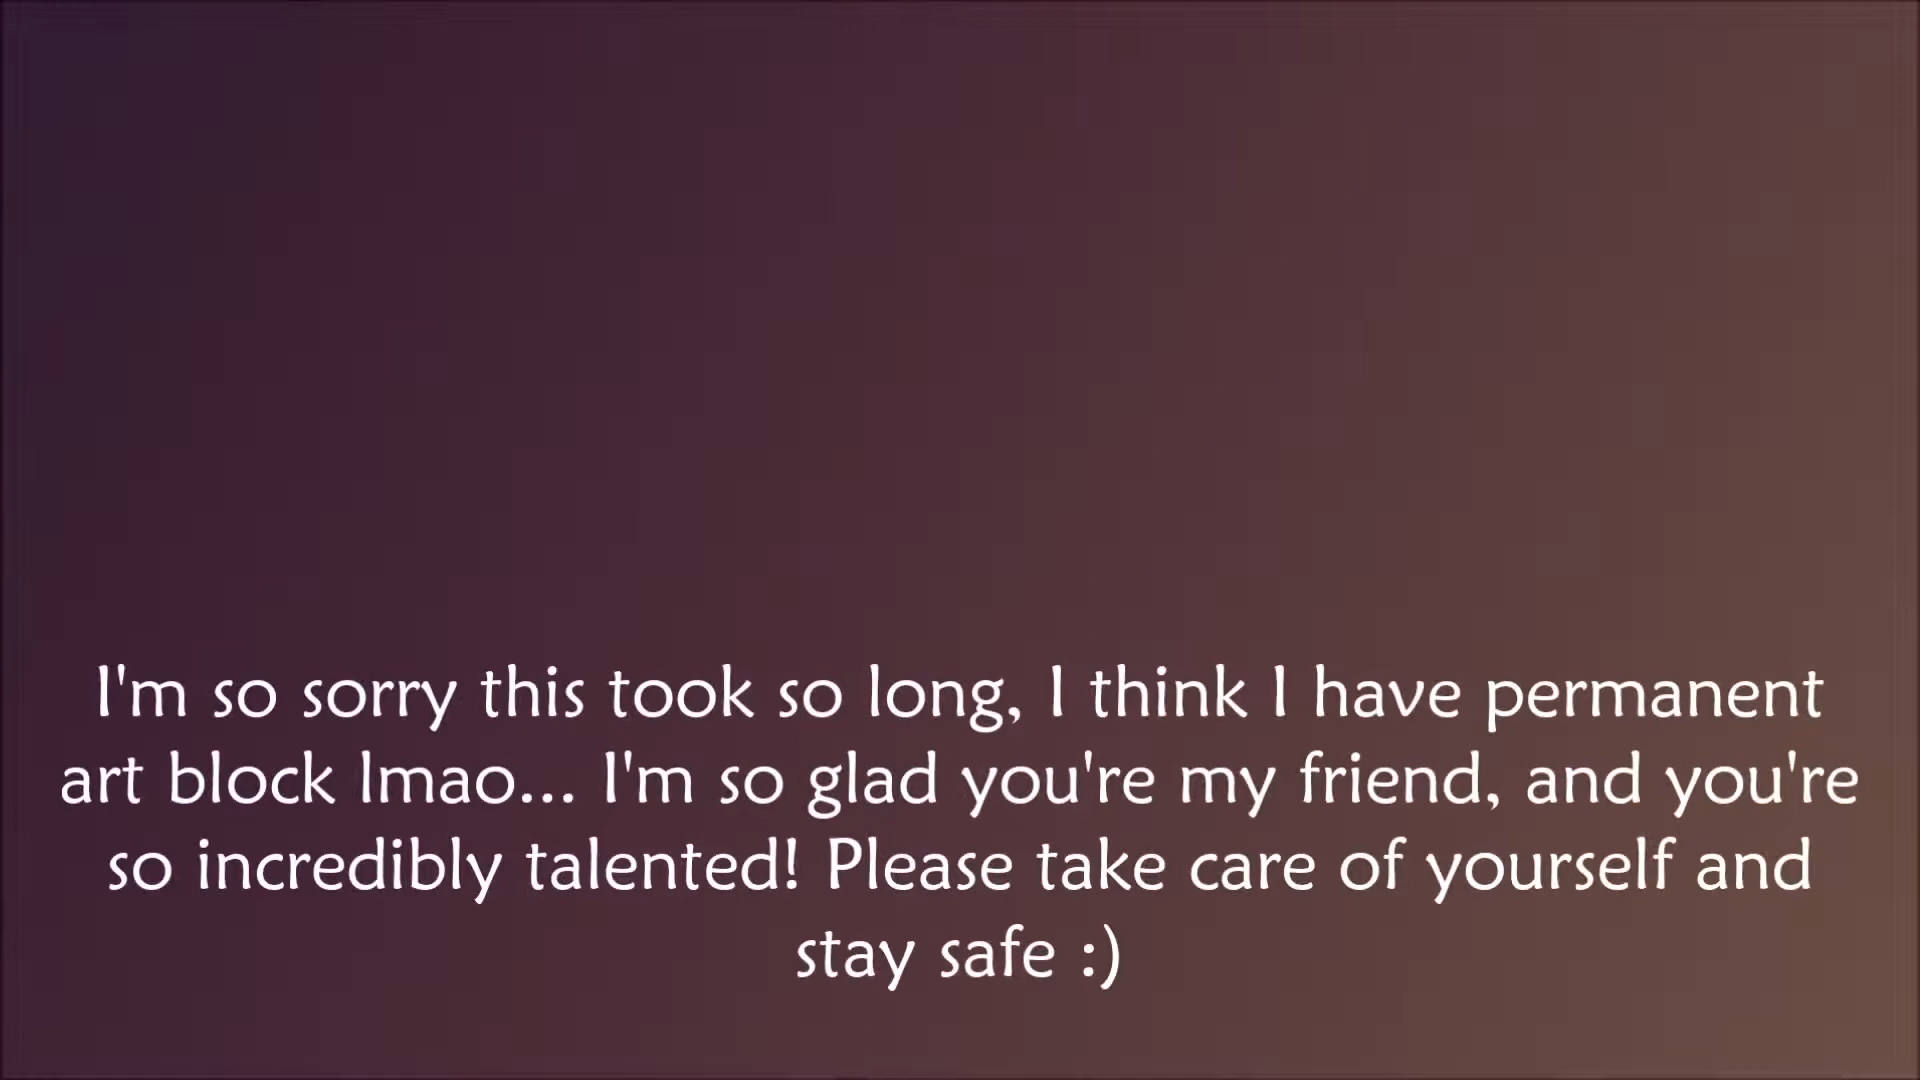 I'm so sorry this took so long, I think I have permanent
art block lmao... I'm so glad you're my friend, and you're
so incredibly talented! Please take care of yourself and
stay safe :)